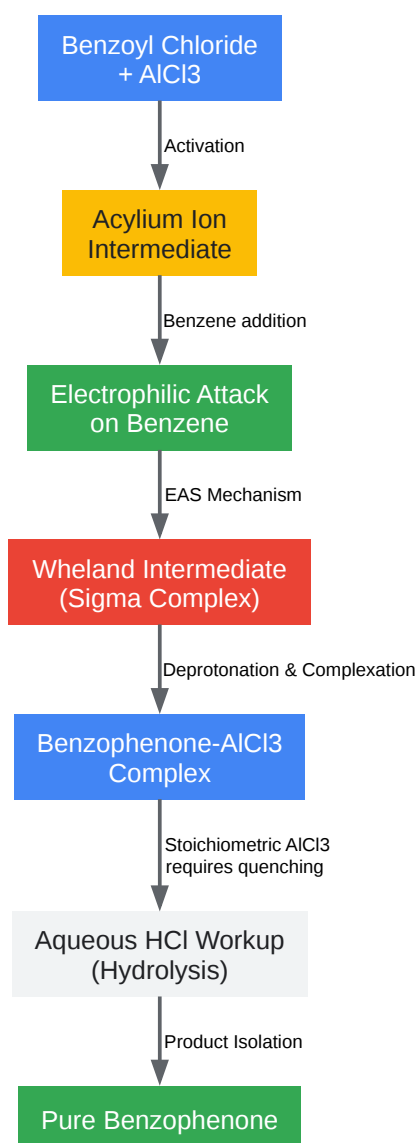 Benzoyl Chloride
+ AlCl3
Activation
Acylium Ion
Intermediate
Benzene addition
Electrophilic Attack
on Benzene
EAS Mechanism
Wheland Intermediate
(Sigma Complex)
Deprotonation & Complexation
Benzophenone-AlCl3
Complex
Stoichiometric AlCl3
requires quenching
Aqueous HCl Workup
(Hydrolysis)
Product Isolation
Pure Benzophenone